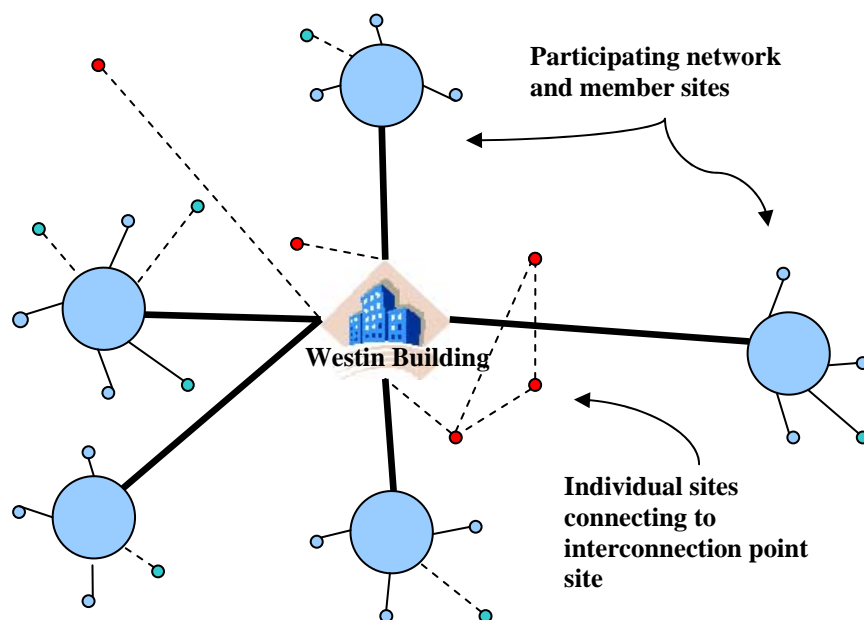 Participating network
and member sites
Westin Building
Individual sites
connecting to
interconnection point
site